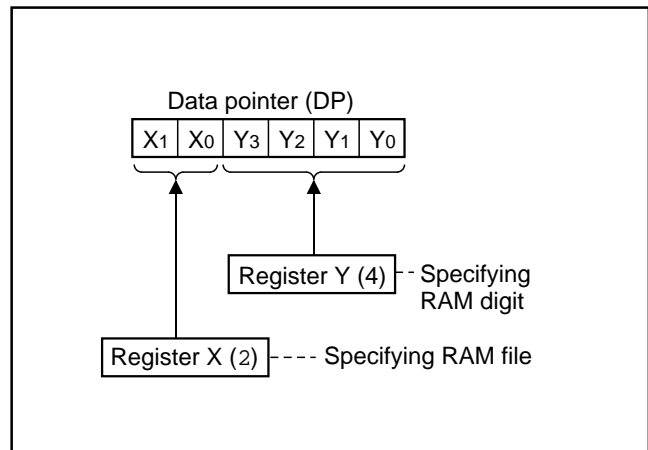 Data pointer (DP)
X1 X0 Y3 Y2 Y1 Y0
Register Y (4)
Specifying
RAM digit
Register X (2)
Specifying RAM file